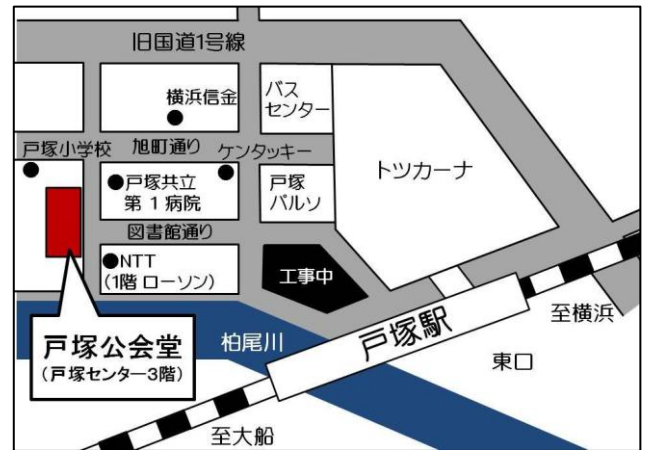 旧国道1号線
横浜信金
バス
センター
戸塚小学校
旭町通り
ケンタッキー
トツカーナ
戸塚共立
第1病院
戸塚
パルソ
図書館通り
NTT
(1階 ローソン)
工事中
戸塚公会堂
(戸塚センター3階)
柏尾川
戸塚駅
至横浜
東口
至大船